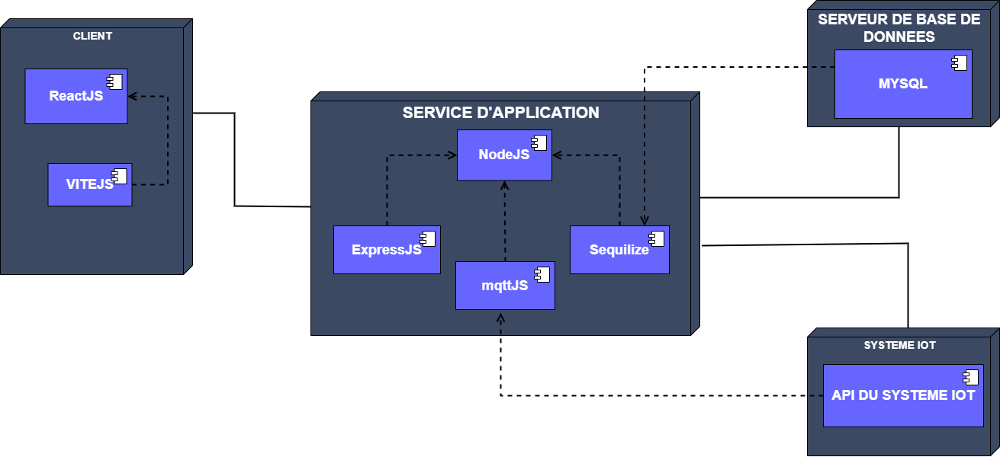 CLIENT
ReactJS
VITEJS
SERVICE D'APPLICATION
NodeJS
ExpressJS
mqttJS
Sequilize
SERVEUR DE BASE DE
DONNEES
MYSQL
SYSTEME IOT
API DU SYSTEME IOT